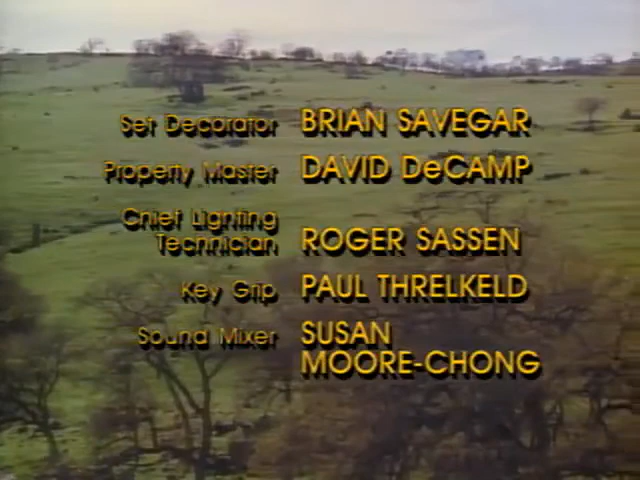 Set Decorator BRIAN SAVEGAR
Property Master DAVID DeCAMP
Chief Lighting
Technician ROGER SASSEN
Key Grip PAUL THRELKELD
Sound Mixer SUSAN
MOORE-CHONG